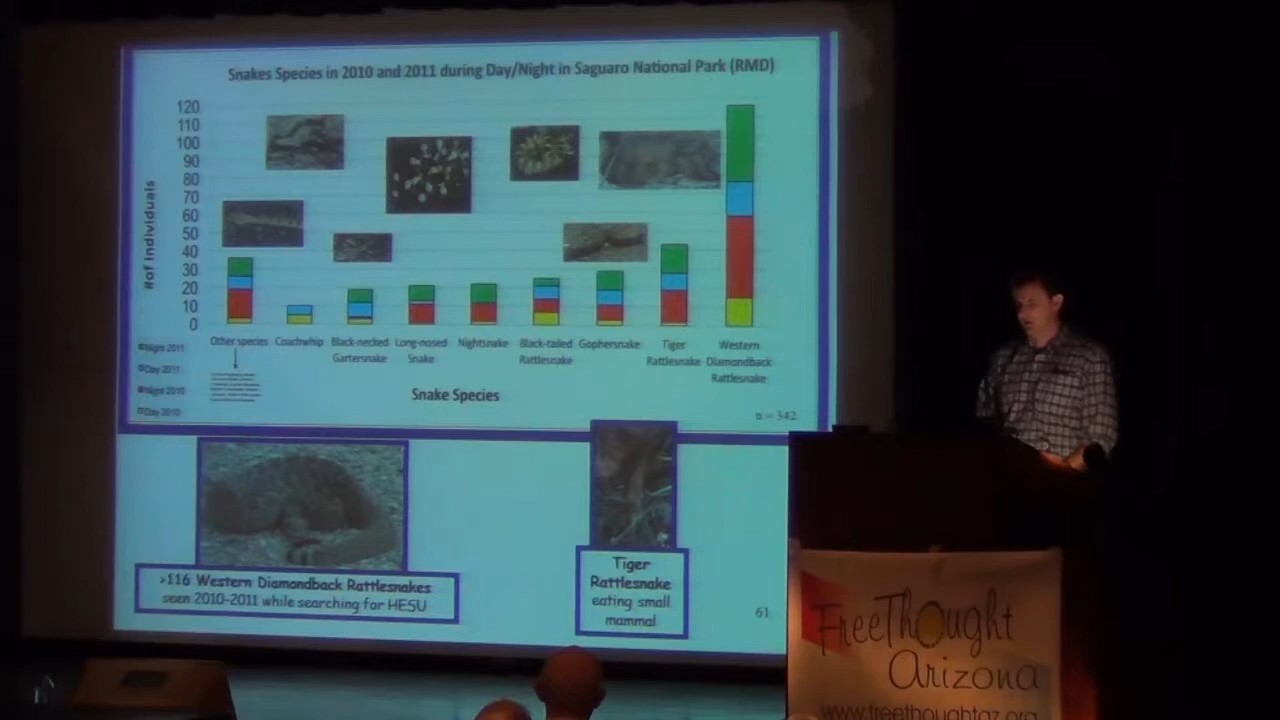 Snakes Species in 2010 and 2011 during Day/Night in Saguaro National Park (RMD)
120
110
100
90
80
70
60
50
40
30
20
10
0
#of Individuals
Other species
Coachwhip
Black-necked
Gartersnake
Long-nosed
Snake
Nightsnake
Black-tailed
Rattlesnake
Gophersnake
Tiger
Rattlesnake
Western
Diamondback
Rattlesnake
Night 2011
Day 2011
Night 2010
Day 2010
Snake Species
n = 342
>116 Western Diamondback Rattlesnakes
seen 2010-2011 while searching for HESU
Tiger
Rattlesnake
eating small
mammal
61
FreeThought
Arizona
www.freethoughtaz.org